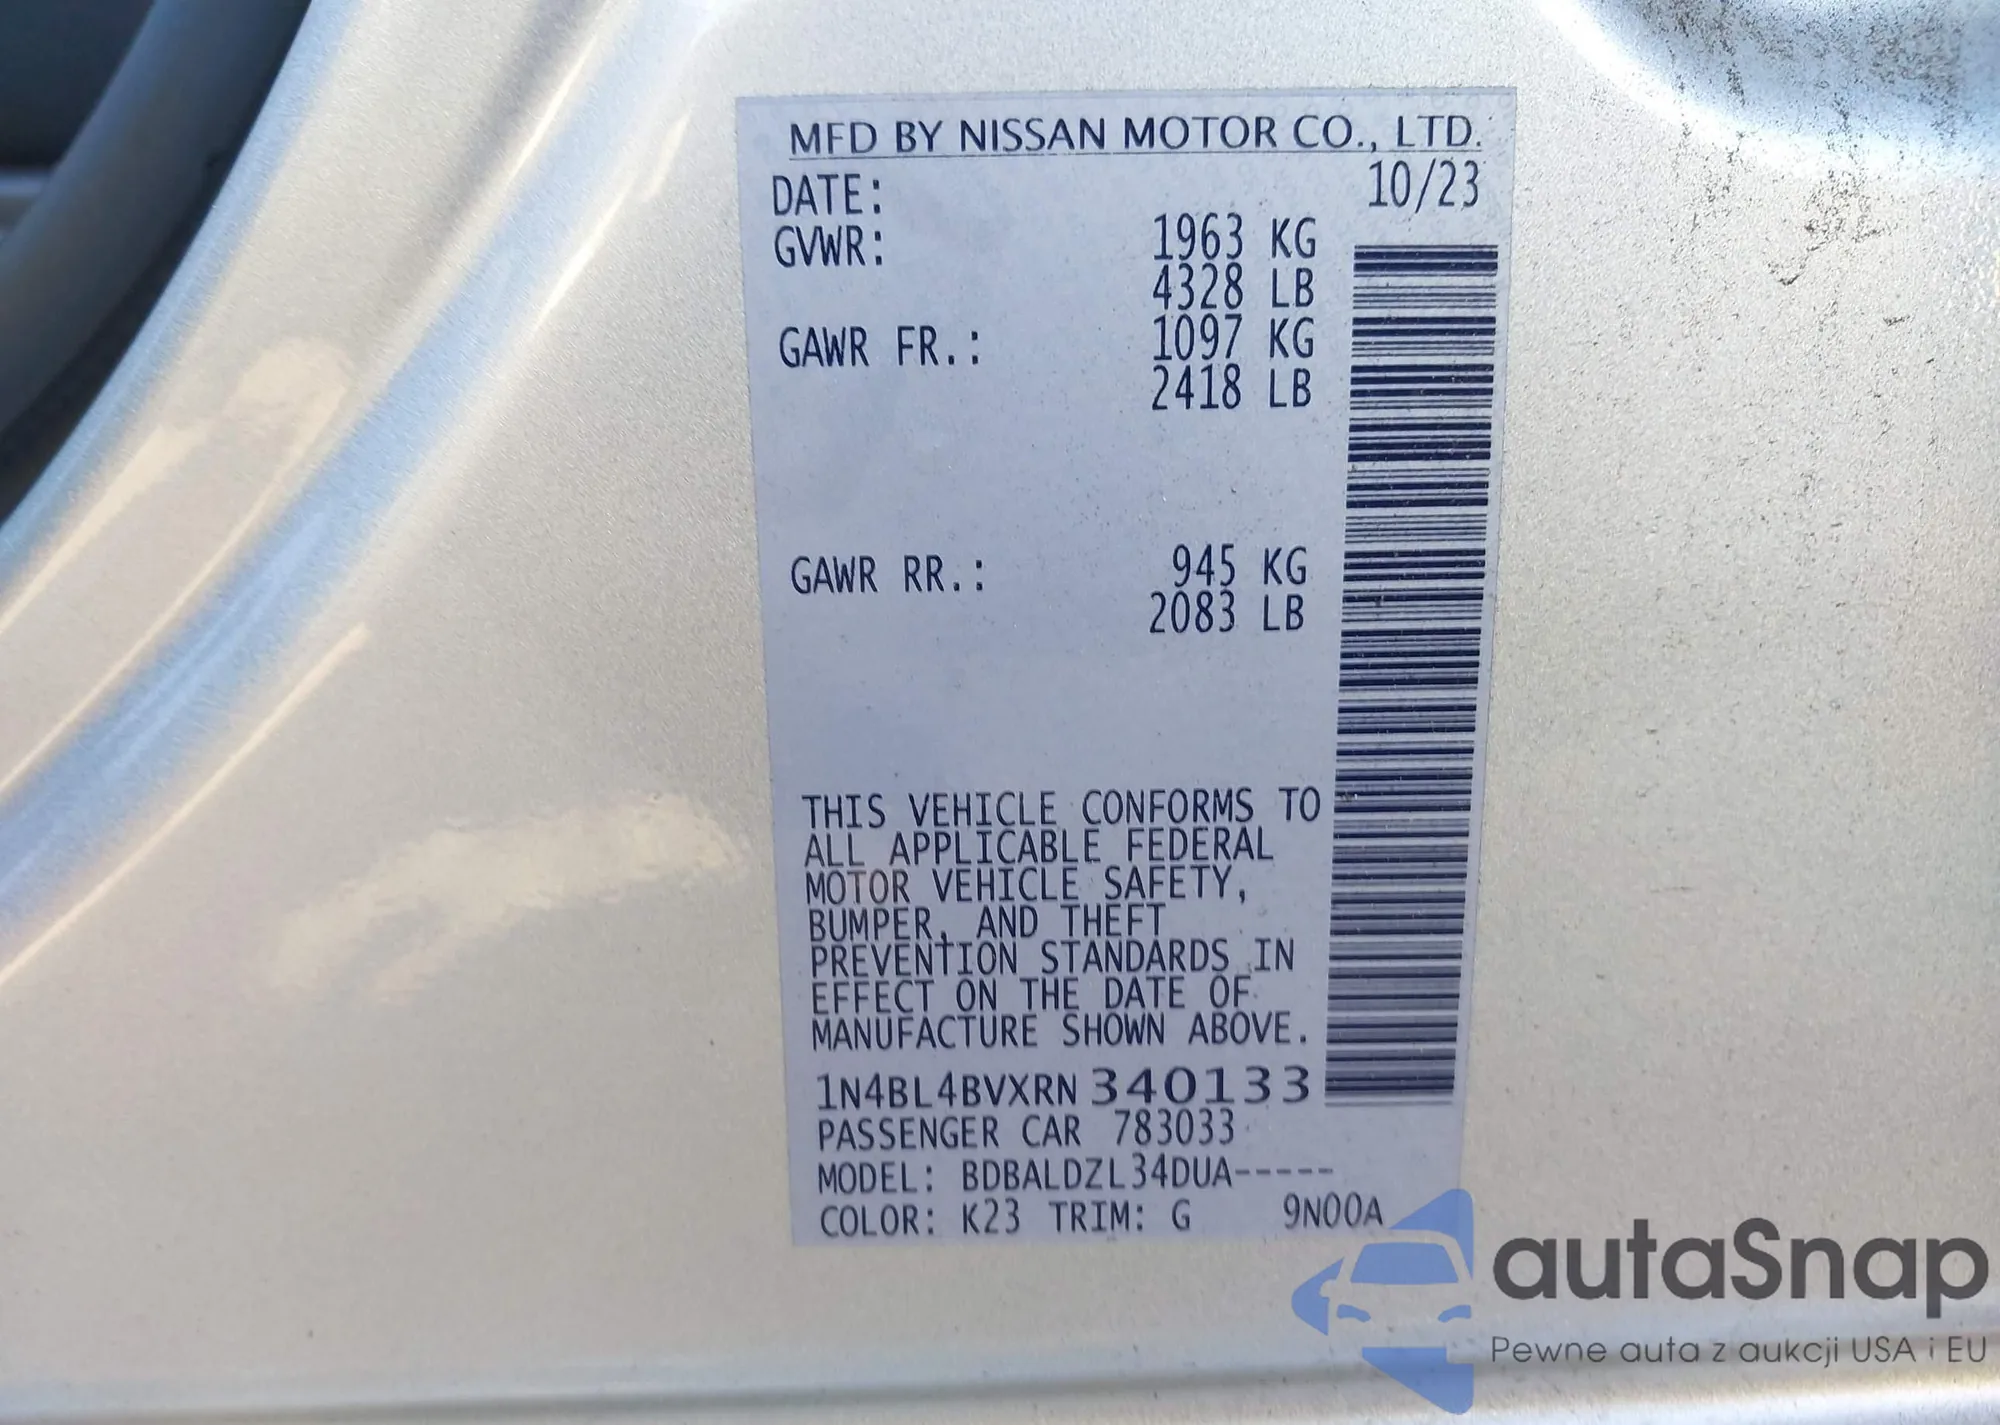 MFD BY NISSAN MOTOR CO., LTD.
DATE: 10/23
GVWR: 1963 KG
4328 LB
GAWR FR.: 1097 KG
2418 LB
GAWR RR.: 945 KG
2083 LB
THIS VEHICLE CONFORMS TO
ALL APPLICABLE FEDERAL
MOTOR VEHICLE SAFETY,
BUMPER, AND THEFT
PREVENTION STANDARDS IN
EFFECT ON THE DATE OF
MANUFACTURE SHOWN ABOVE.
1N4BL4BVXRN340133
PASSENGER CAR 783033
MODEL: BDBALDZL34DUA-----
COLOR: K23 TRIM: G 9N00A
autaSnap
Pewne auta z aukcji USA i EU